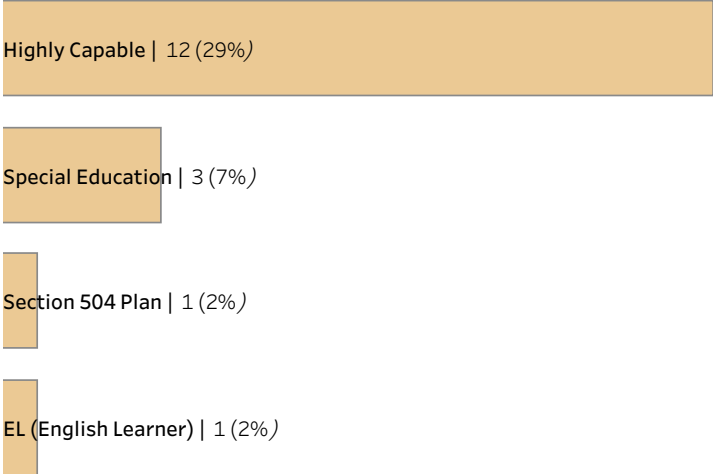 Highly Capable | 12 (29%)
Special Education | 3 (7%)
Section 504 Plan | 1 (2%)
EL (English Learner) | 1 (2%)